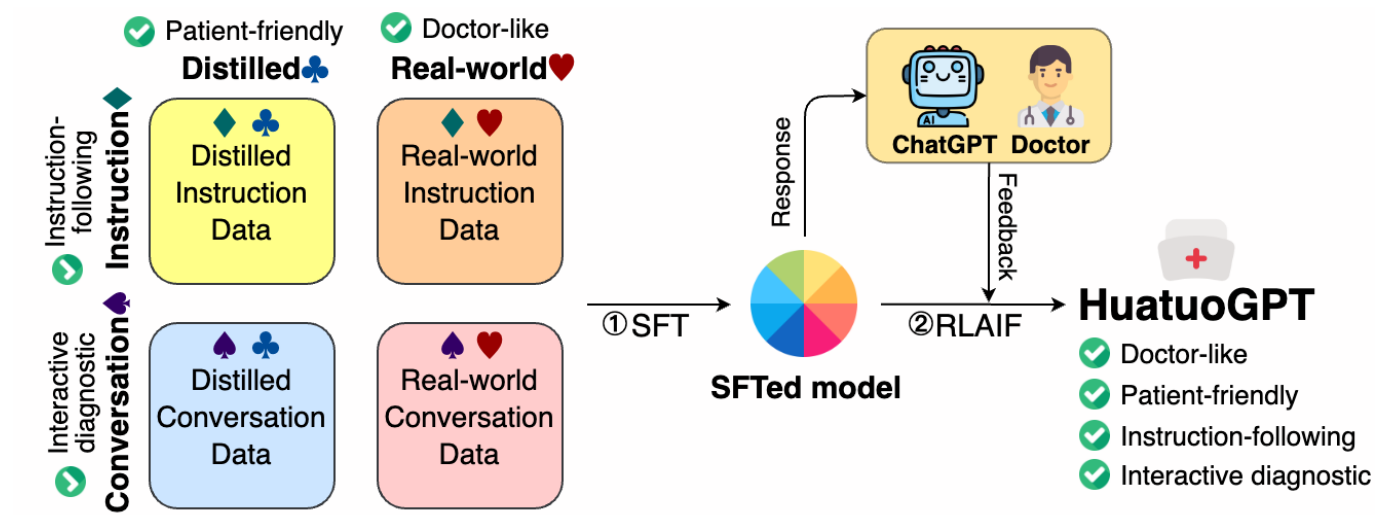 Patient-friendly
Doctor-like
Distilled♣
Real-world♥
Instruction-
following
Instruction♦
♦ ♣
Distilled
Instruction
Data
♦ ♥
Real-world
Instruction
Data
Interactive
diagnostic
Conversation♠
♠ ♣
Distilled
Conversation
Data
♠ ♥
Real-world
Conversation
Data
①SFT
SFTed model
Response
AI
ChatGPT
Doctor
Feedback
②RLAIF
HuatuoGPT
Doctor-like
Patient-friendly
Instruction-following
Interactive diagnostic